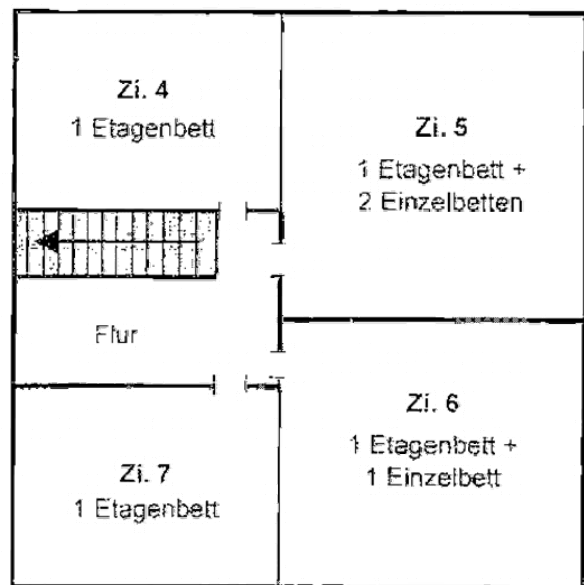 Zi. 4
1 Etagenbett
Zi. 5
1 Etagenbett +
2 Einzelbetten
Flur
Zi. 6
1 Etagenbett +
1 Einzelbett
Zi. 7
1 Etagenbett